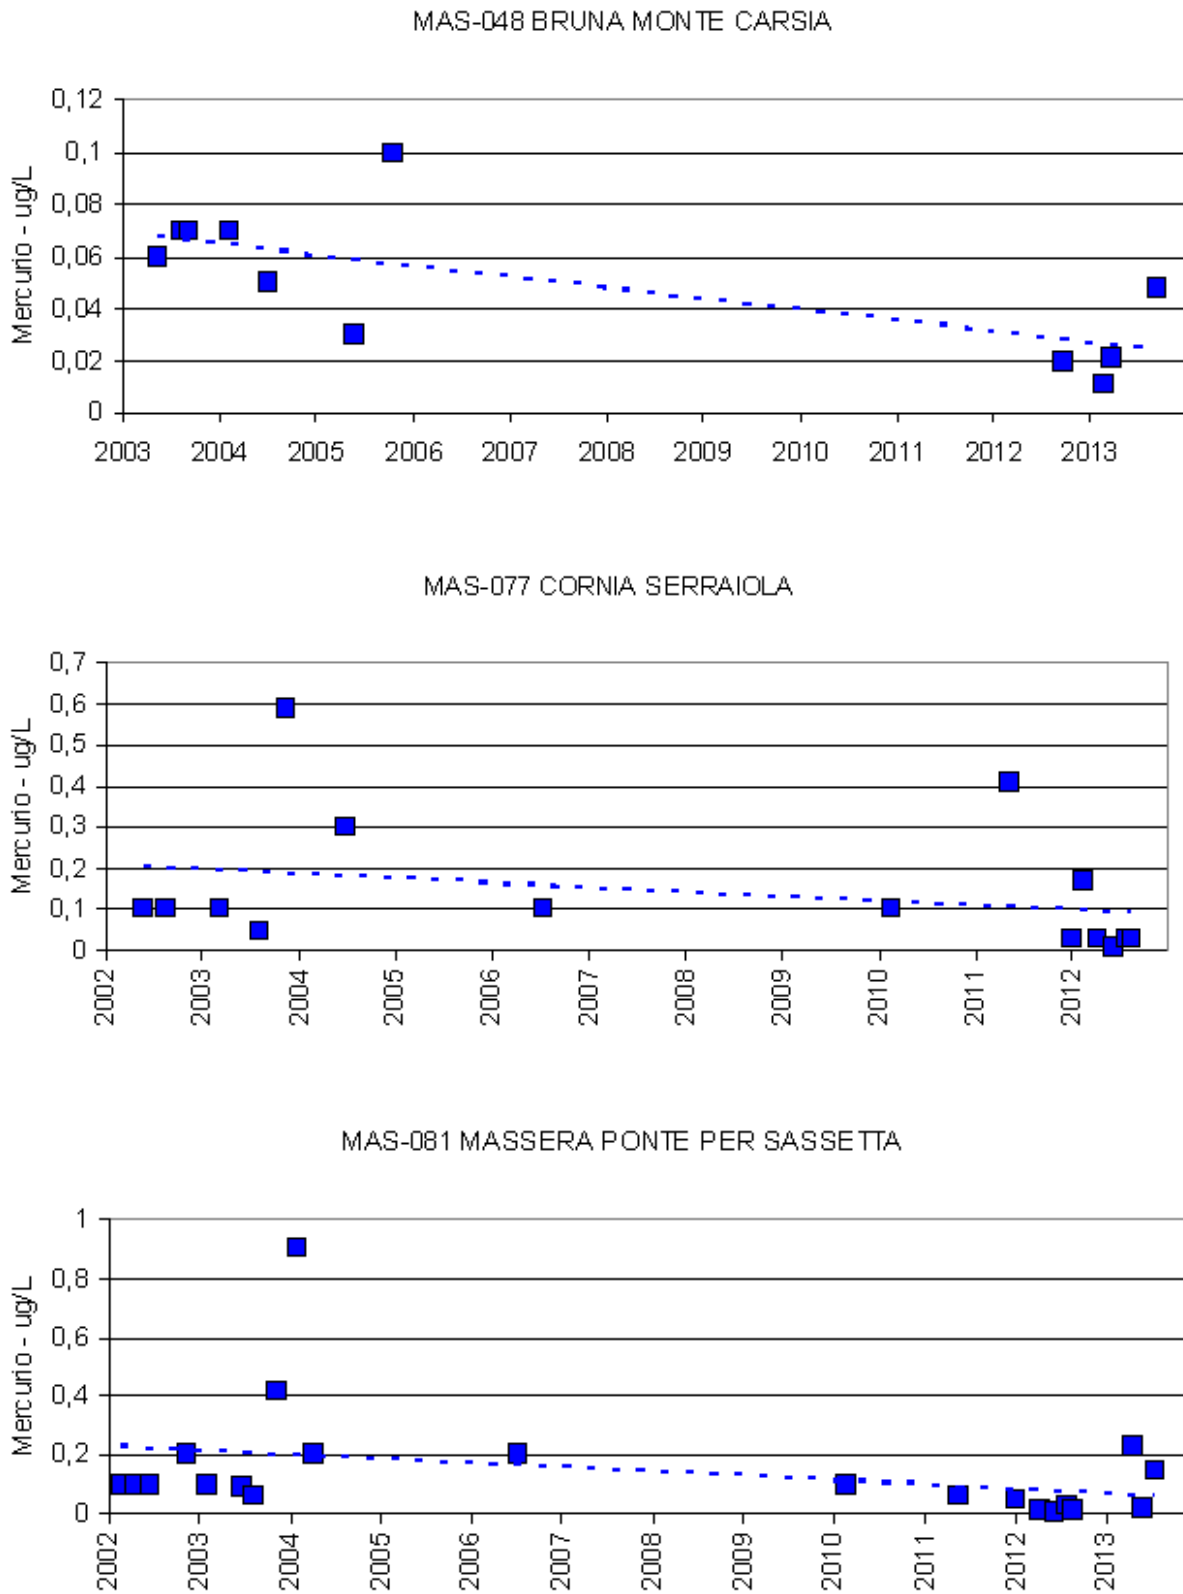 MAS-048 BRUNA MONTE CARSIA
Mercurio - ug/L
0,12
0,1
0,08
0,06
0,04
0,02
0
2003 2004 2005 2006 2007 2008 2009 2010 2011 2012 2013
MAS-077 CORNIA SERRAIOLA
Mercurio - ug/L
0,7
0,6
0,5
0,4
0,3
0,2
0,1
0
2002 2003 2004 2005 2006 2007 2008 2009 2010 2011 2012
MAS-081 MASSERA PONTE PER SASSETTA
Mercurio - ug/L
1
0,8
0,6
0,4
0,2
0
2002 2003 2004 2005 2006 2007 2008 2009 2010 2011 2012 2013